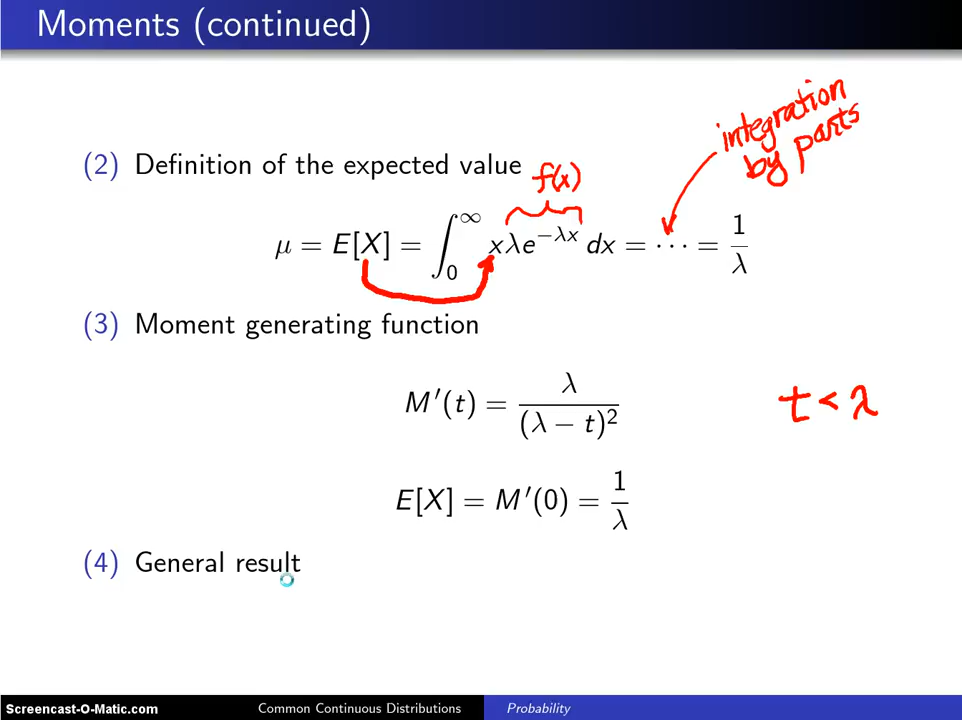 Moments (continued)
integration
by parts
(2) Definition of the expected value
f(x)
μ = E[X] = ∫₀^∞ xλe^{−λx} dx = ⋯ = 1/λ
(3) Moment generating function
M′(t) = λ/(λ − t)²
t < λ
E[X] = M′(0) = 1/λ
(4) General result
Screencast-O-Matic.com
Common Continuous Distributions
Probability